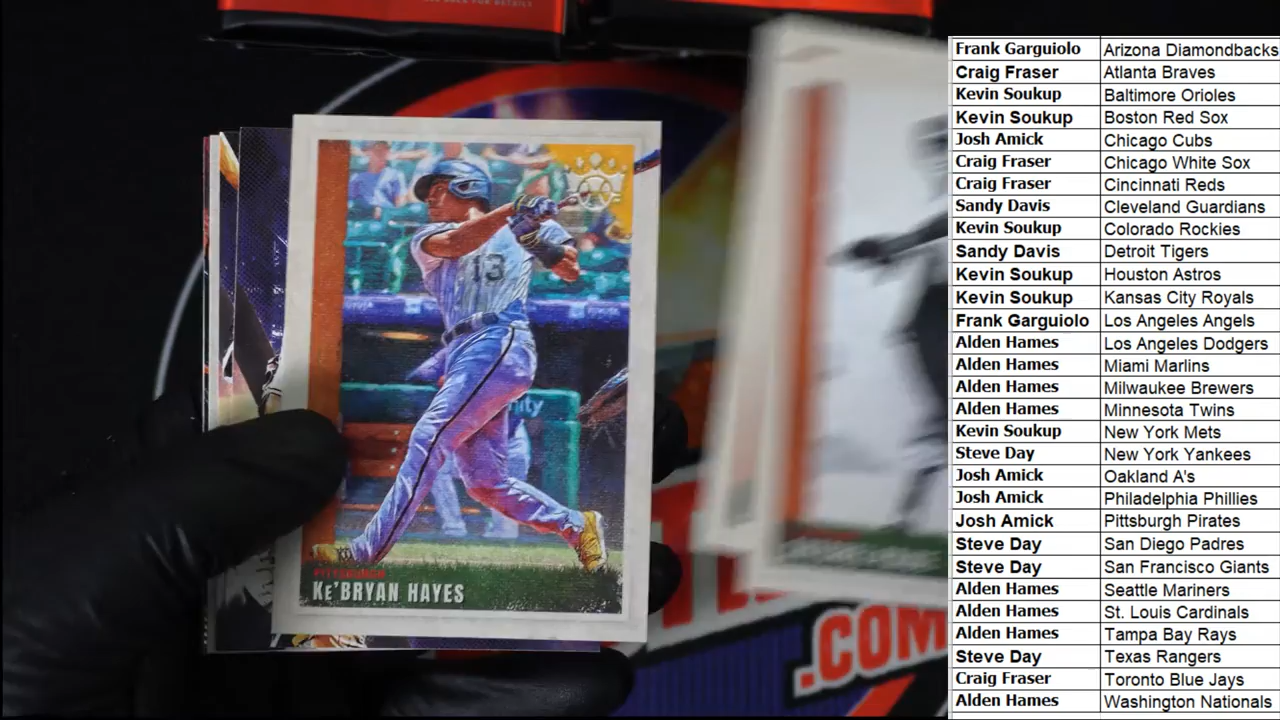 PITTSBURGH
KE'BRYAN HAYES
13
.COM
Frank Garguiolo Arizona Diamondbacks
Craig Fraser Atlanta Braves
Kevin Soukup Baltimore Orioles
Kevin Soukup Boston Red Sox
Josh Amick Chicago Cubs
Craig Fraser Chicago White Sox
Craig Fraser Cincinnati Reds
Sandy Davis Cleveland Guardians
Kevin Soukup Colorado Rockies
Sandy Davis Detroit Tigers
Kevin Soukup Houston Astros
Kevin Soukup Kansas City Royals
Frank Garguiolo Los Angeles Angels
Alden Hames Los Angeles Dodgers
Alden Hames Miami Marlins
Alden Hames Milwaukee Brewers
Alden Hames Minnesota Twins
Kevin Soukup New York Mets
Steve Day New York Yankees
Josh Amick Oakland A's
Josh Amick Philadelphia Phillies
Josh Amick Pittsburgh Pirates
Steve Day San Diego Padres
Steve Day San Francisco Giants
Alden Hames Seattle Mariners
Alden Hames St. Louis Cardinals
Alden Hames Tampa Bay Rays
Steve Day Texas Rangers
Craig Fraser Toronto Blue Jays
Alden Hames Washington Nationals